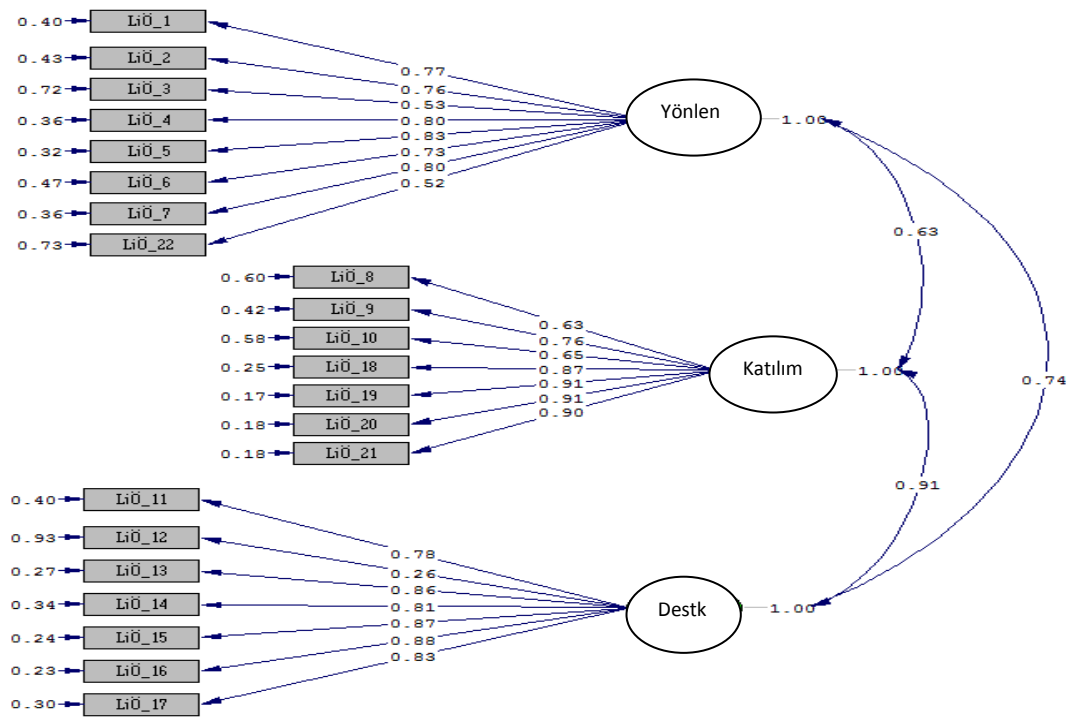 0.40 LiÖ_1
0.43 LiÖ_2
0.72 LiÖ_3
0.36 LiÖ_4
0.32 LiÖ_5
0.47 LiÖ_6
0.36 LiÖ_7
0.73 LiÖ_22
0.77
0.76
0.53
0.80
0.83
0.73
0.80
0.52
Yönlen
1.00
0.60 LiÖ_8
0.42 LiÖ_9
0.58 LiÖ_10
0.25 LiÖ_18
0.17 LiÖ_19
0.18 LiÖ_20
0.18 LiÖ_21
0.63
0.76
0.65
0.87
0.91
0.91
0.90
Katılım
1.00
0.40 LiÖ_11
0.93 LiÖ_12
0.27 LiÖ_13
0.34 LiÖ_14
0.24 LiÖ_15
0.23 LiÖ_16
0.30 LiÖ_17
0.78
0.26
0.86
0.81
0.87
0.88
0.83
Destk
1.00
0.63
0.74
0.91